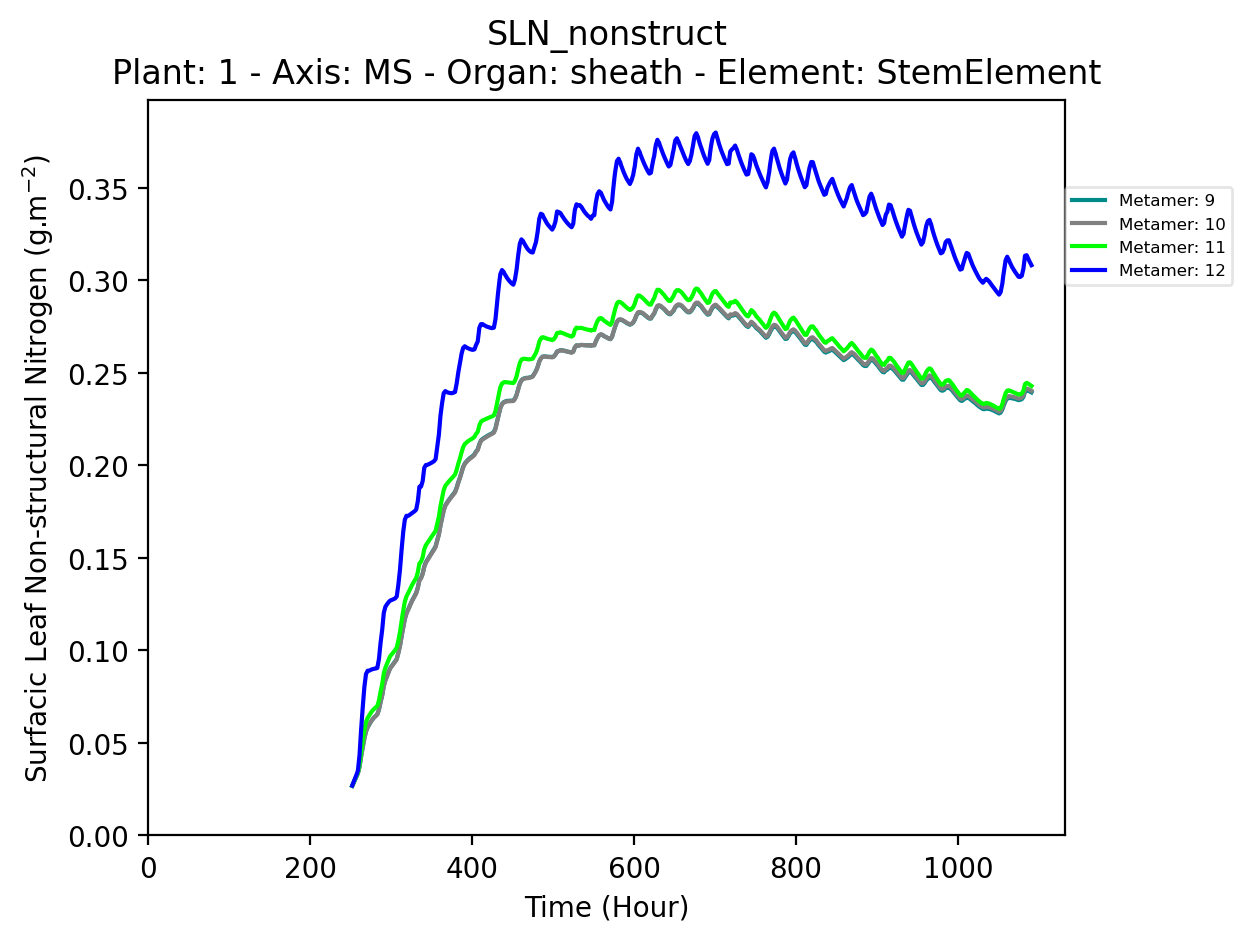 SLN_nonstruct
Plant: 1 - Axis: MS - Organ: sheath - Element: StemElement
Surfacic Leaf Non-structural Nitrogen (g.m⁻²)
0.35
0.30
0.25
0.20
0.15
0.10
0.05
0.00
0 200 400 600 800 1000
Time (Hour)
Metamer: 9
Metamer: 10
Metamer: 11
Metamer: 12